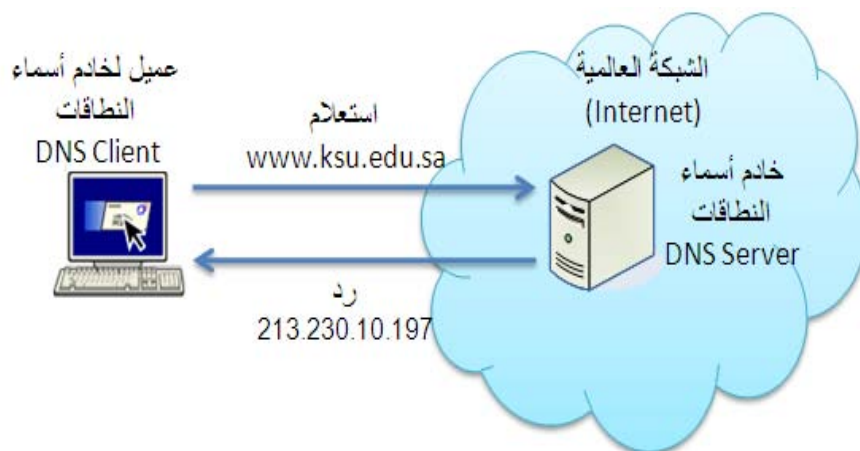 عميل لخادم أسماء
النطاقات
DNS Client
استعلام
www.ksu.edu.sa
رد
213.230.10.197
الشبكة العالمية
(Internet)
خادم أسماء
النطاقات
DNS Server